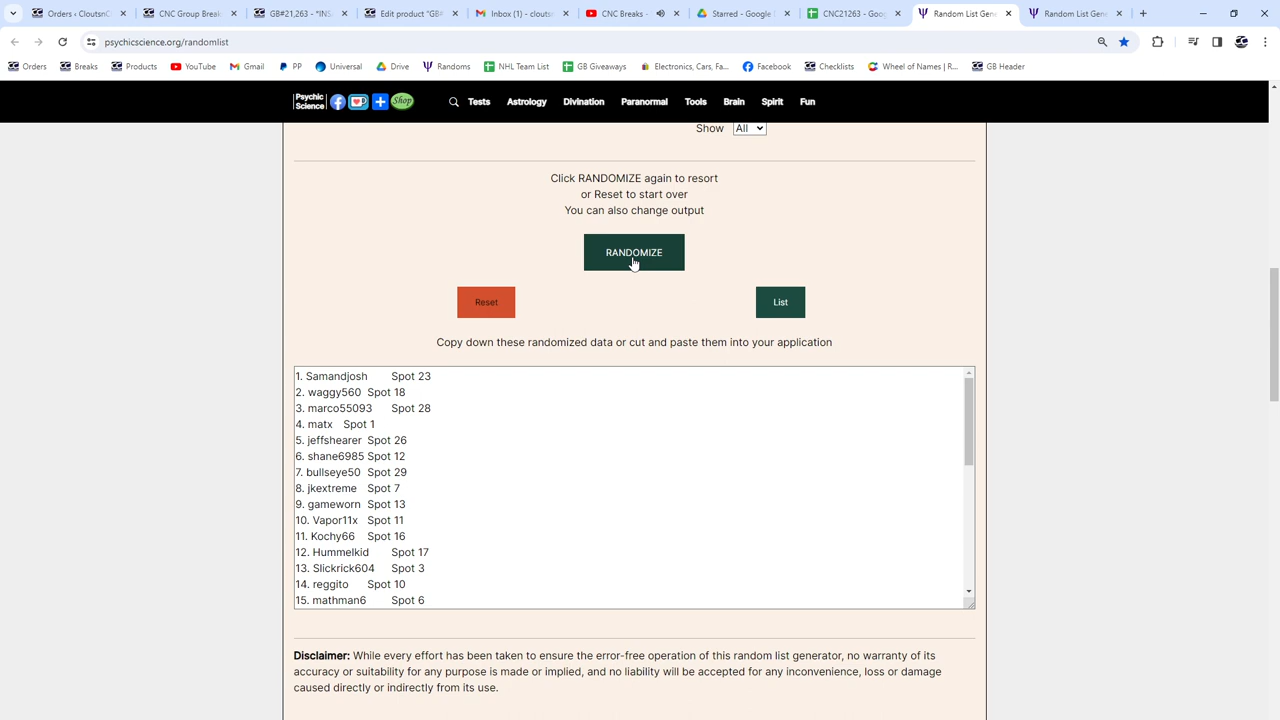 Orders • CloutsnC
CNC Group Break
GB#21,263 - "INS
Edit product "GB
Inbox (1) - clouts
CNC Breaks -
Starred - Google
CNC21263 - Goo
Random List Gene
Random List Gene
psychicscience.org/randomlist
Orders
Breaks
Products
YouTube
Gmail
PP
Universal
Drive
Randoms
NHL Team List
GB Giveaways
Electronics, Cars, Fa...
Facebook
Checklists
Wheel of Names | R...
GB Header
Psychic
Science
Shop
Tests
Astrology
Divination
Paranormal
Tools
Brain
Spirit
Fun
Show All
Click RANDOMIZE again to resort
or Reset to start over
You can also change output
RANDOMIZE
Reset
List
Copy down these randomized data or cut and paste them into your application
1. Samandjosh Spot 23
2. waggy560 Spot 18
3. marco55093 Spot 28
4. matx Spot 1
5. jeffshearer Spot 26
6. shane6985 Spot 12
7. bullseye50 Spot 29
8. jkextreme Spot 7
9. gameworn Spot 13
10. Vapor11x Spot 11
11. Kochy66 Spot 16
12. Hummelkid Spot 17
13. Slickrick604 Spot 3
14. reggito Spot 10
15. mathman6 Spot 6
Disclaimer: While every effort has been taken to ensure the error-free operation of this random list generator, no warranty of its
accuracy or suitability for any purpose is made or implied, and no liability will be accepted for any inconvenience, loss or damage
caused directly or indirectly from its use.